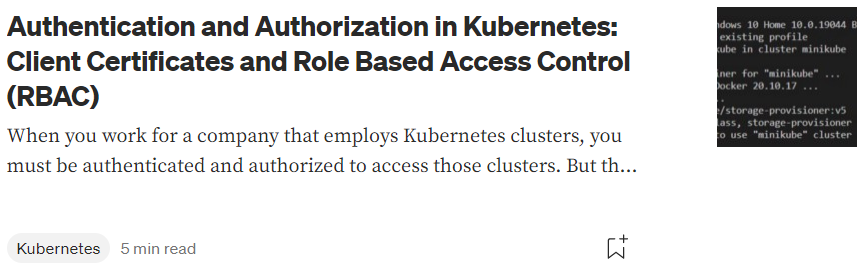 Authentication and Authorization in Kubernetes:
Client Certificates and Role Based Access Control
(RBAC)
When you work for a company that employs Kubernetes clusters, you
must be authenticated and authorized to access those clusters. But th...
Kubernetes
5 min read
dows 10 Home 10.0.19044 B
existing profile
ube in cluster minikube
iner for "minikube" ...
Docker 20.10.17 ...
..
/storage-provisioner:v5
lass, storage-provisioner
to use "minikube" cluster